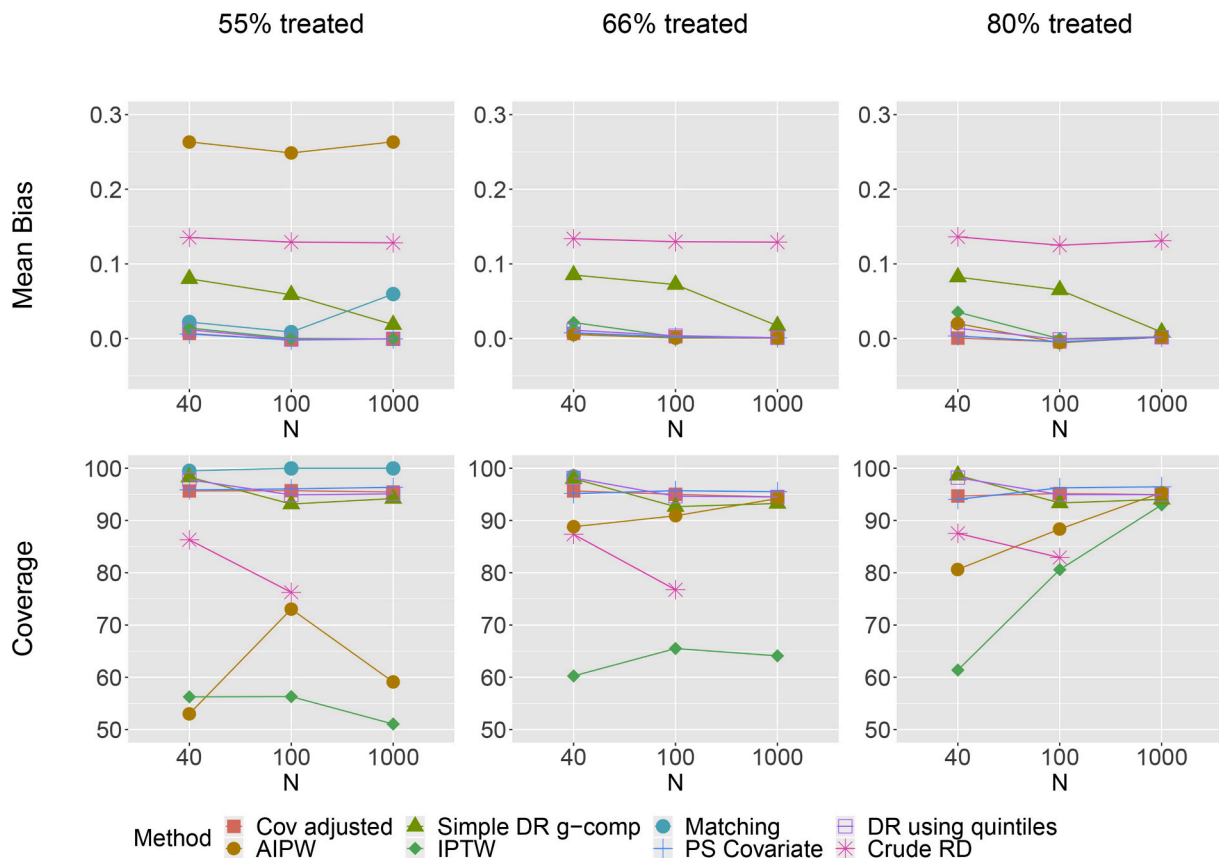 55% treated 66% treated 80% treated
Mean Bias
0.3 0.3 0.3
0.2 0.2 0.2
0.1 0.1 0.1
0.0 0.0 0.0
40 100 1000 40 100 1000 40 100 1000
N N N
Coverage
100 100 100
90 90 90
80 80 80
70 70 70
60 60 60
50 50 50
40 100 1000 40 100 1000 40 100 1000
N N N
Method
Cov adjusted Simple DR g−comp Matching DR using quintiles
AIPW IPTW PS Covariate Crude RD